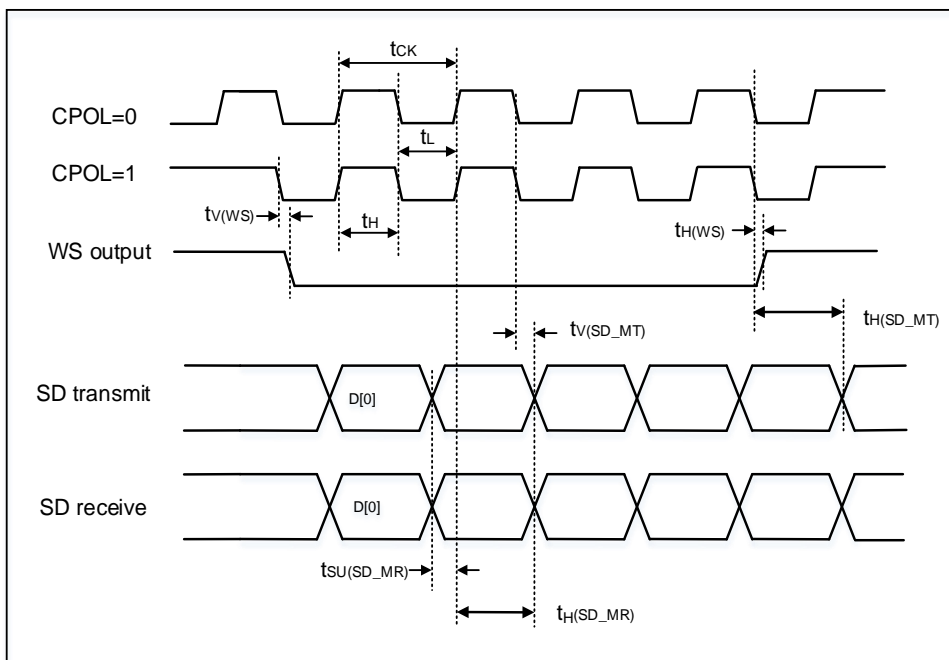 tCK
CPOL=0
tL
CPOL=1
tV(WS)
tH
tH(WS)
WS output
tV(SD_MT)
tH(SD_MT)
SD transmit
D[0]
SD receive
D[0]
tSU(SD_MR)
tH(SD_MR)